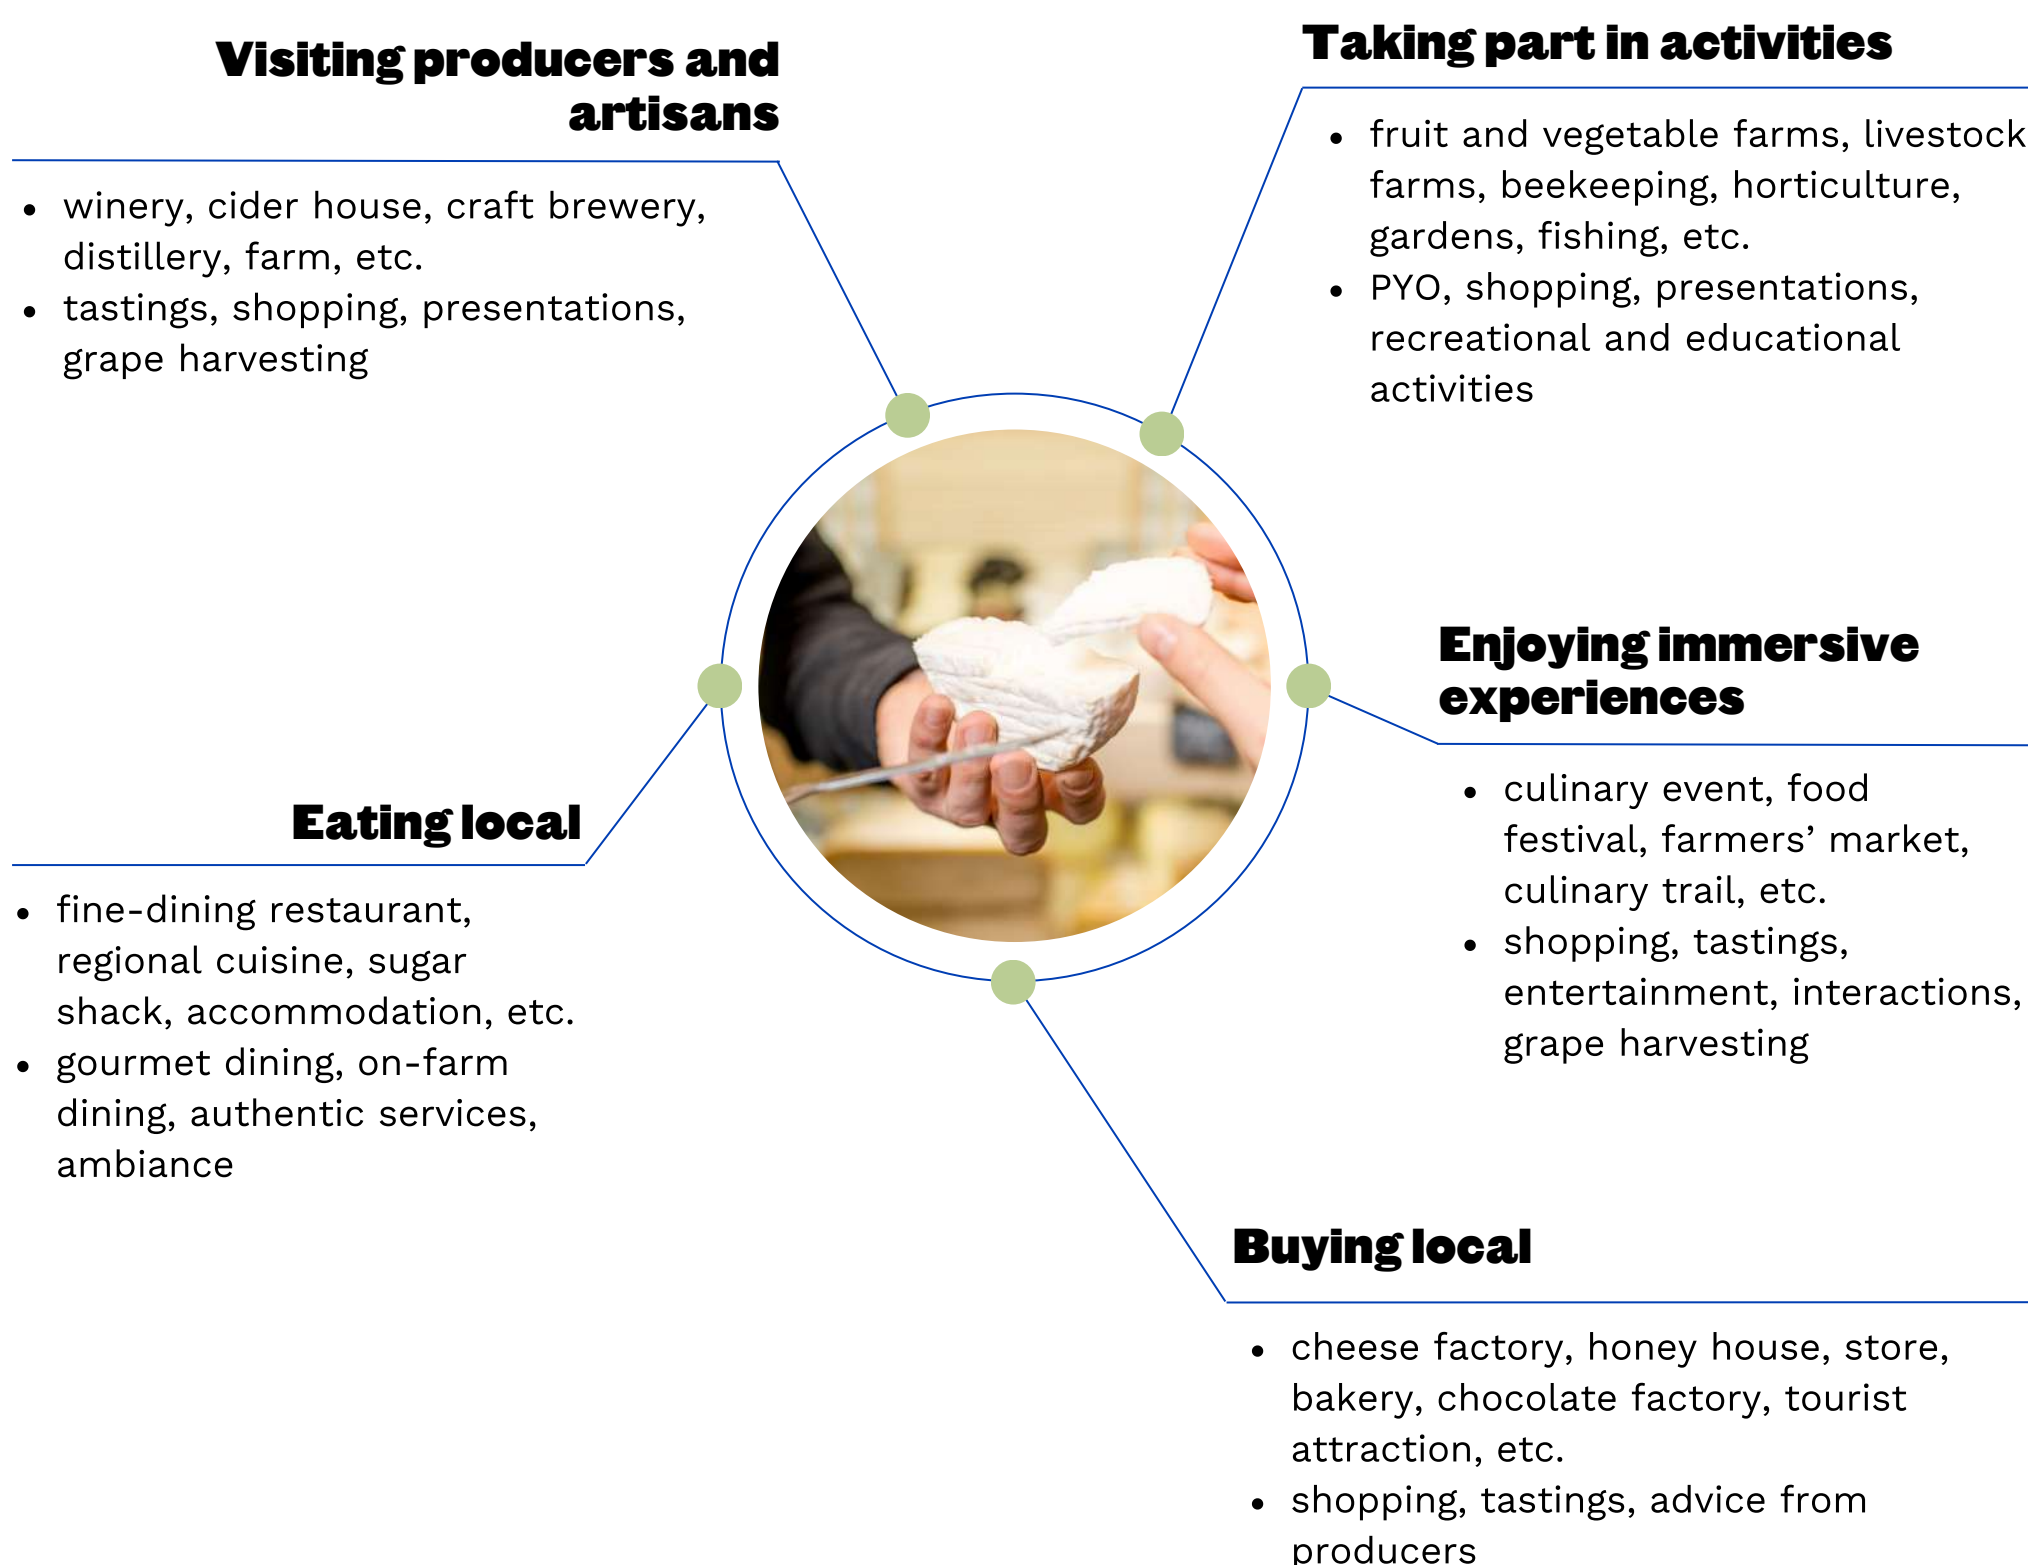 Visiting producers and
artisans
• winery, cider house, craft brewery,
distillery, farm, etc.
• tastings, shopping, presentations,
grape harvesting
Taking part in activities
• fruit and vegetable farms, livestock
farms, beekeeping, horticulture,
gardens, fishing, etc.
• PYO, shopping, presentations,
recreational and educational
activities
Enjoying immersive
experiences
• culinary event, food
festival, farmers’ market,
culinary trail, etc.
• shopping, tastings,
entertainment, interactions,
grape harvesting
Eating local
• fine-dining restaurant,
regional cuisine, sugar
shack, accommodation, etc.
• gourmet dining, on-farm
dining, authentic services,
ambiance
Buying local
• cheese factory, honey house, store,
bakery, chocolate factory, tourist
attraction, etc.
• shopping, tastings, advice from
producers